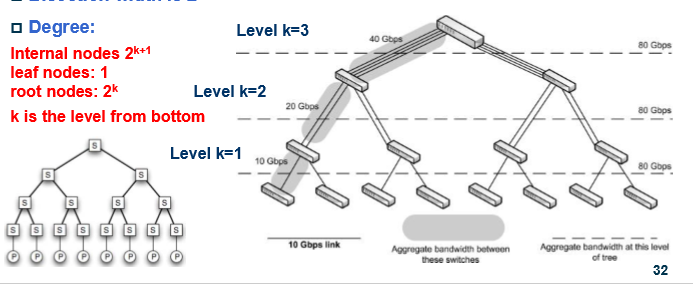 Degree:
Internal nodes 2k+1
leaf nodes: 1
root nodes: 2k
k is the level from bottom
Level k=3
40 Gbps
80 Gbps
Level k=2
20 Gbps
80 Gbps
Level k=1
10 Gbps
80 Gbps
S
S S
S S S S
S S S S S S S S
P P P P P P P P
10 Gbps link
Aggregate bandwidth between
these switches
Aggregate bandwidth at this level
of tree
32